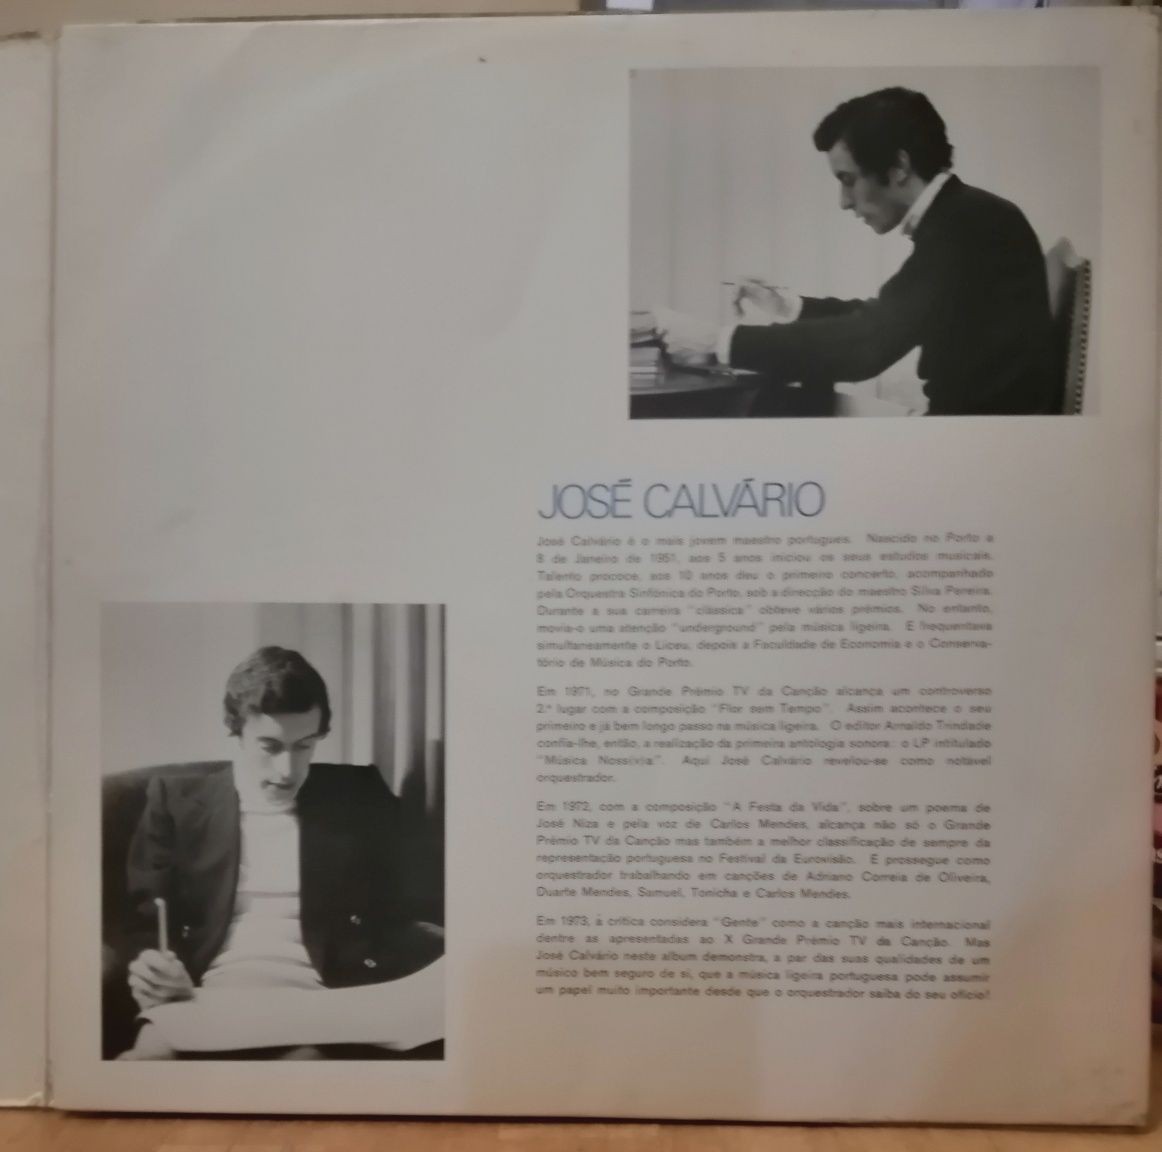 JOSÉ CALVÁRIO
José Calvário é o mais jovem maestro português. Nascido no Porto a
8 de Janeiro de 1951, aos 5 anos iniciou os seus estudos musicais.
Talento precoce, aos 10 anos deu o primeiro concerto, acompanhado
pela Orquestra Sinfónica do Porto, sob a direcção do maestro Silva Pereira.
Durante a sua carreira "clássica" obteve vários prémios. No entanto,
movia-o uma atenção "underground" pela música ligeira. E frequentava
simultaneamente o Liceu, depois a Faculdade de Economia e o Conserva-
tório de Música do Porto.
Em 1971, no Grande Prémio TV da Canção alcança um controverso
2.º lugar com a composição "Flor sem Tempo". Assim acontece o seu
primeiro e já bem longo passo na música ligeira. O editor Arnaldo Trindade
confia-lhe, então, a realização da primeira antologia sonora: o LP intitulado
"Música Aqui José Calvário revelou-se como notável
orquestrador.
Em 1972, com a composição "A Festa da Vida", sobre um poema de
José Niza e pela voz de Carlos Mendes, alcança não só o Grande
Prémio TV da Canção mas também a melhor classificação de sempre da
representação portuguesa no Festival da Eurovisão. E prossegue como
orquestrador trabalhando em canções de Adriano Correia de Oliveira,
Duarte Mendes, Samuel, Tonicha e Carlos Mendes.
Em 1973, a crítica considera "Gente" como a canção mais internacional
dentre as apresentadas ao X Grande Prémio TV da Canção. Mas
José Calvário neste album demonstra, a par das suas qualidades de um
músico bem seguro de si, que a música ligeira portuguesa pode assumir
um papel muito importante desde que o orquestrador saiba do seu ofício!